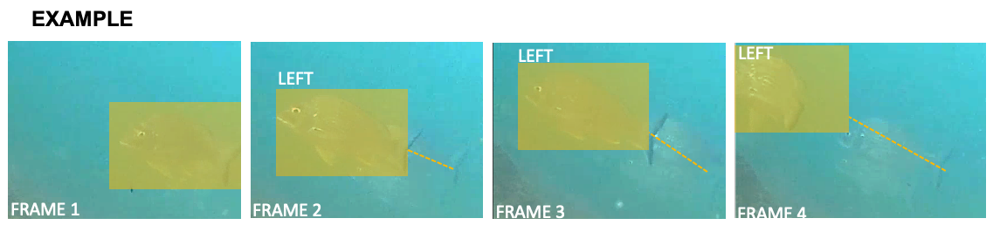 EXAMPLE
LEFT
LEFT
LEFT
FRAME 1
FRAME 2
FRAME 3
FRAME 4